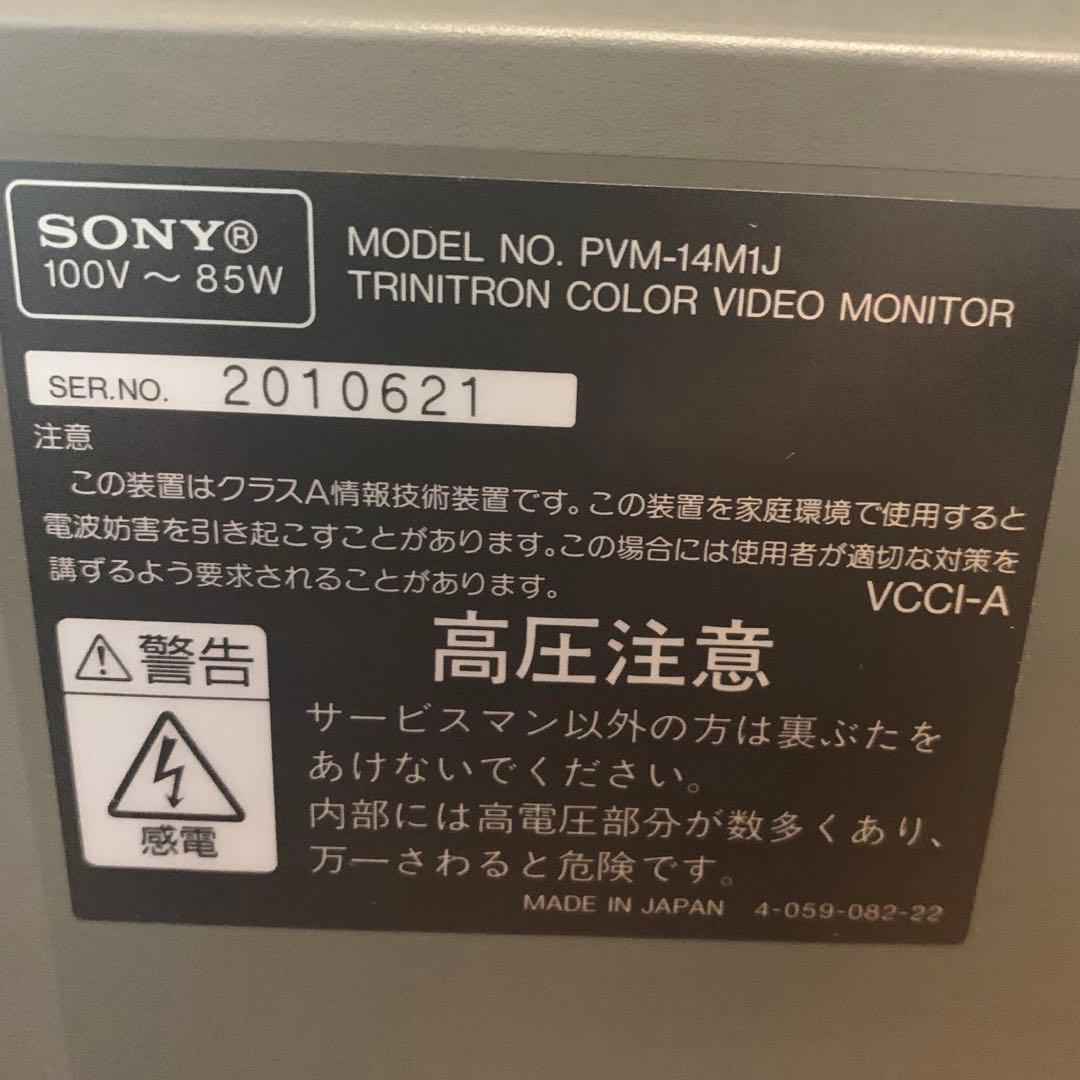 SONY®
100V ～ 85W
MODEL NO. PVM-14M1J
TRINITRON COLOR VIDEO MONITOR
SER.NO. 2010621
注意
この装置はクラスA情報技術装置です。この装置を家庭環境で使用すると
電波妨害を引き起こすことがあります。この場合には使用者が適切な対策を
講ずるよう要求されることがあります。
VCCI-A
警告
感電
高圧注意
サービスマン以外の方は裏ぶたを
あけないでください。
内部には高電圧部分が数多くあり、
万一さわると危険です。
MADE IN JAPAN 4-059-082-22